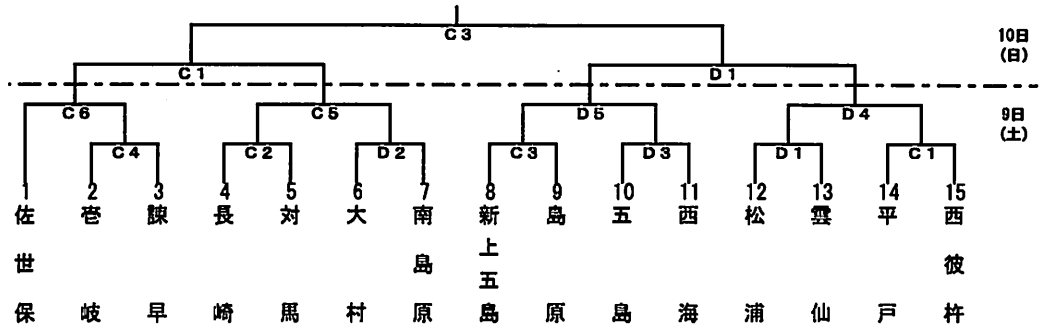 C3
10日
(日)
C1
D1
C6
C5
D5
D4
9日
(土)
C4
C2
D2
C3
D3
D1
C1
1
佐世保
2
壱岐
3
諫早
4
長崎
5
対馬
6
大村
7
南島原
8
新上五島
9
島原
10
五島
11
西海
12
松浦
13
雲仙
14
平戸
15
西彼杵